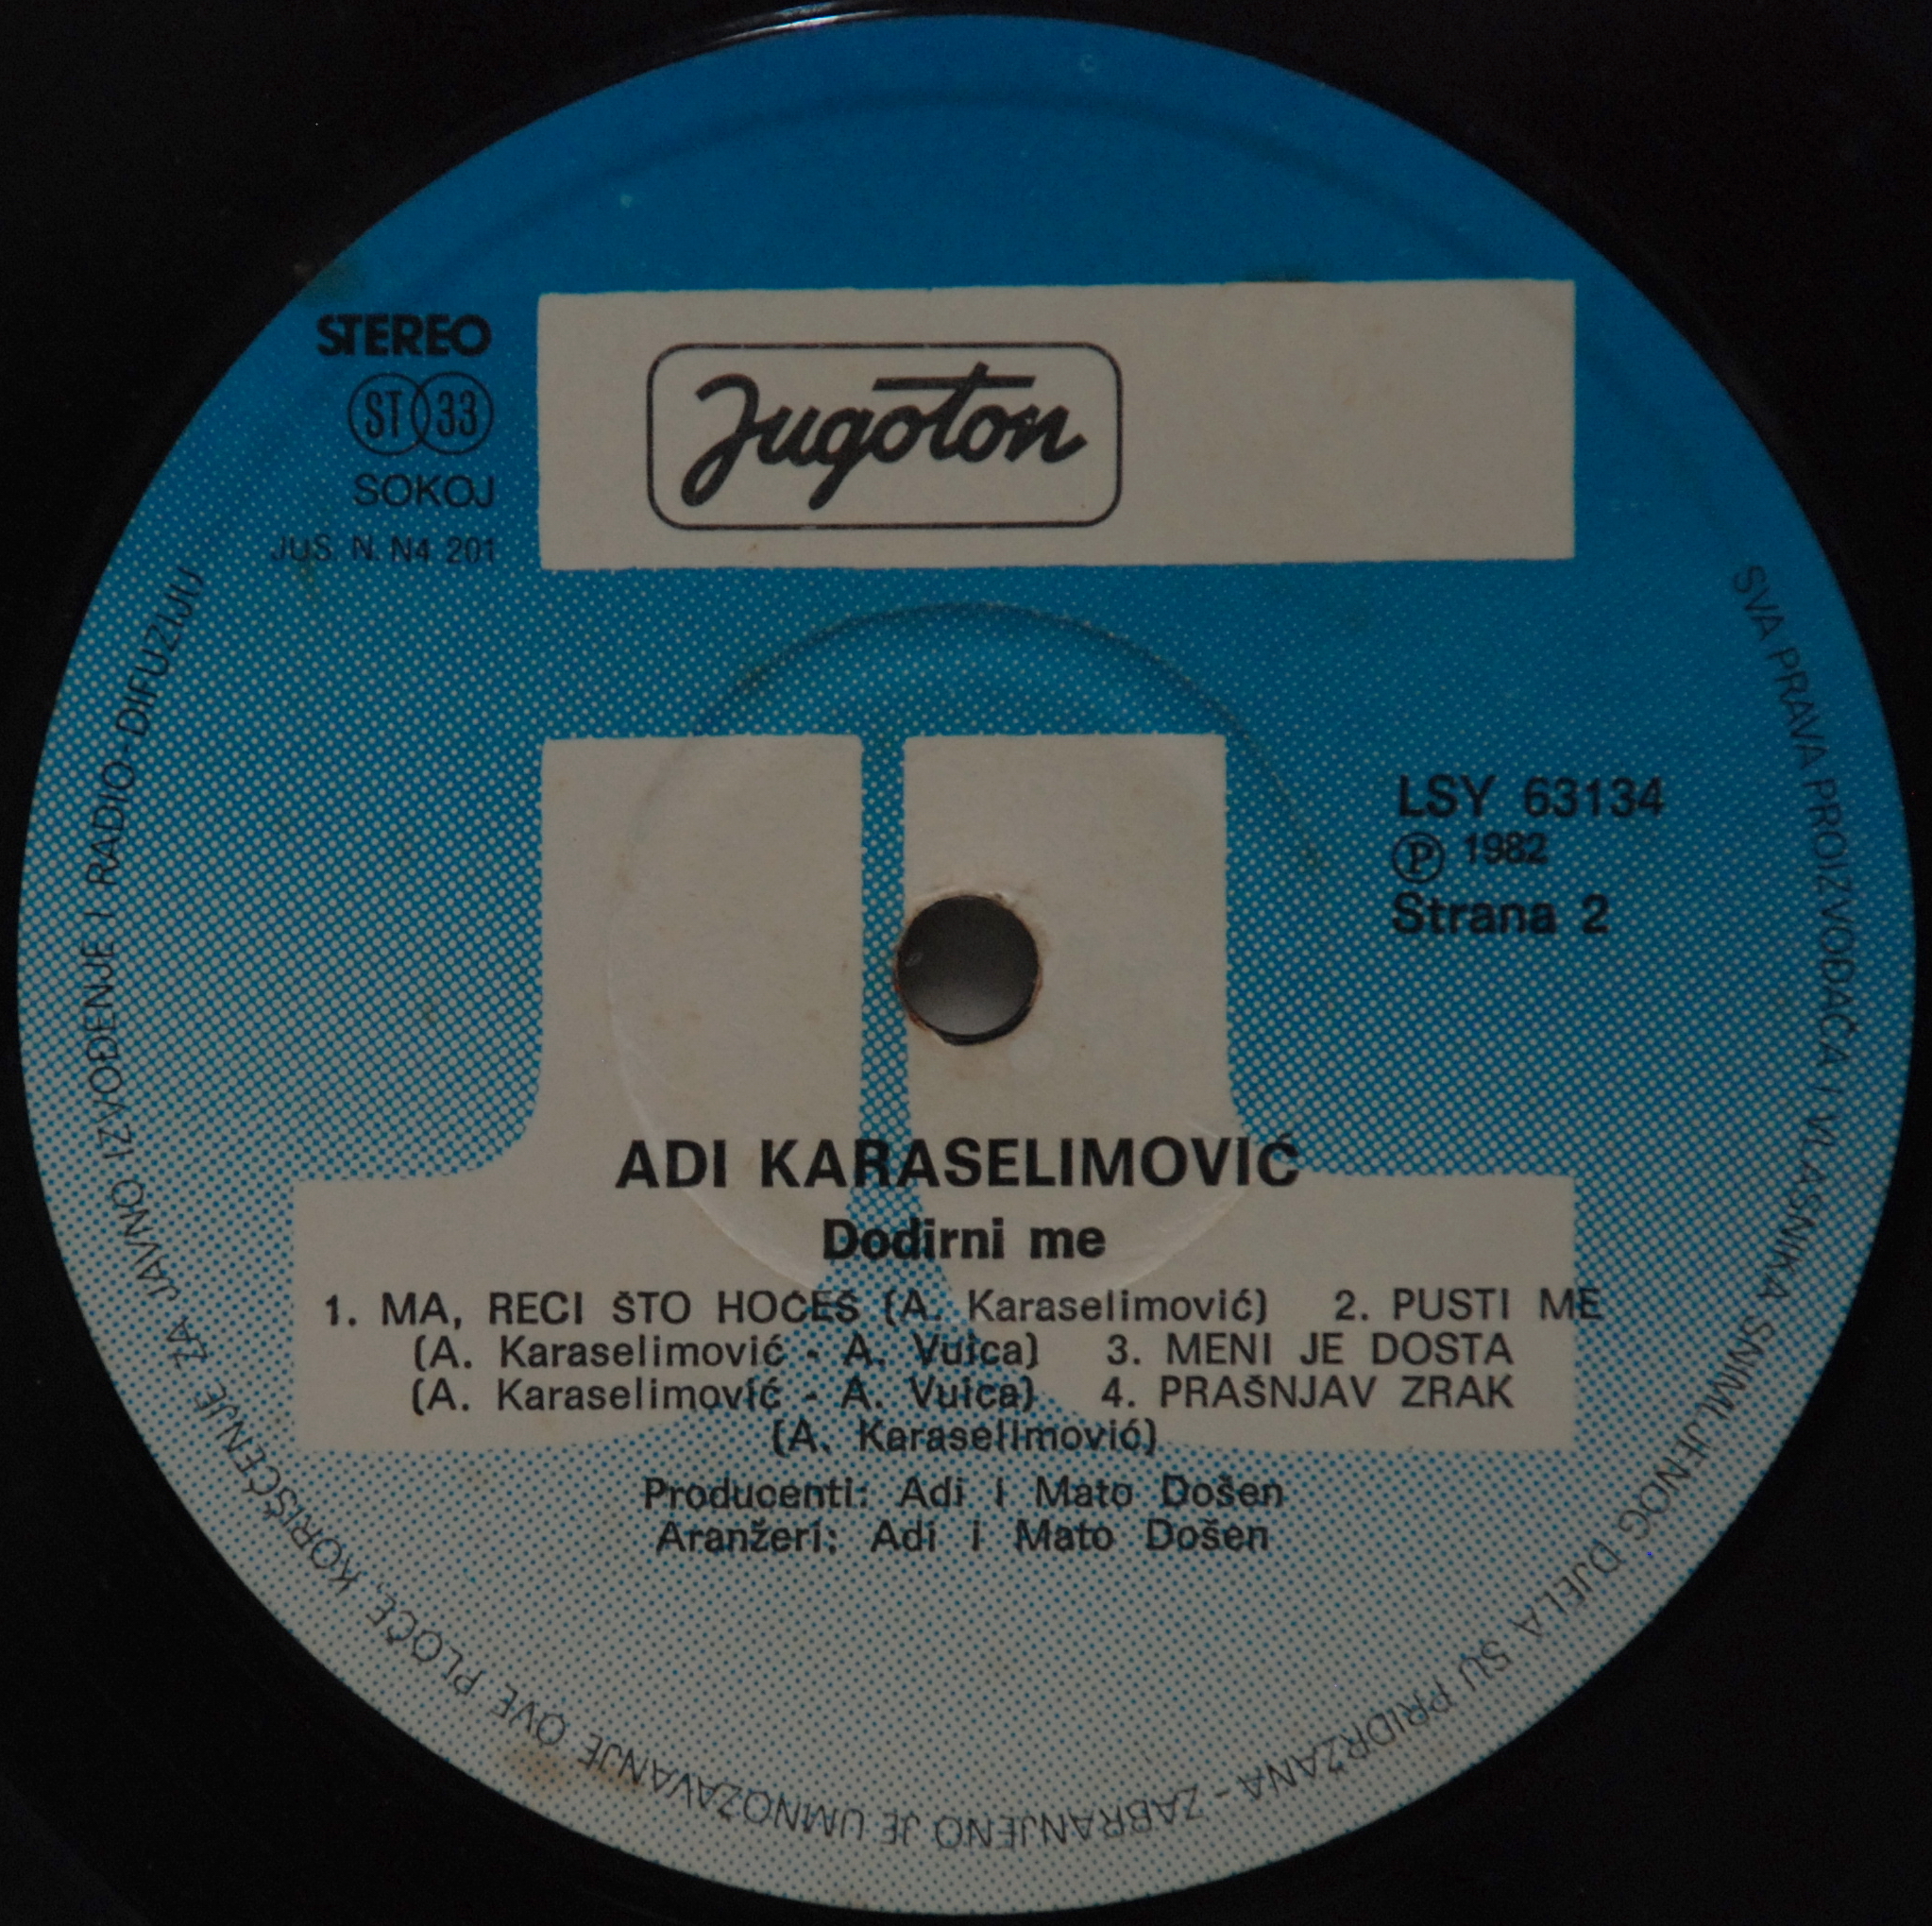 STEREO
ST 33
SOKOJ
JUS. N. N4 201
Jugoton
LSY 63134
Ⓟ 1982
Strana 2
ADI KARASELIMOVIĆ
Dodirni me
1. MA, RECI ŠTO HOĆEŠ (A. Karaselimović) 2. PUSTI ME
(A. Karaselimović - A. Vuica) 3. MENI JE DOSTA
(A. Karaselimović - A. Vuica) 4. PRAŠNJAV ZRAK
(A. Karaselimović)
Producenti: Adi i Mato Došen
Aranžeri: Adi i Mato Došen
SVA PRAVA PROIZVOĐAČA I VLASNIKA SNIMLJENOG DJELA SU PRIDRŽANA - ZABRANJENO JE UMNOŽAVANJE OVE PLOČE, KORIŠĆENJE ZA JAVNO IZVOĐENJE I RADIO-DIFUZIJU